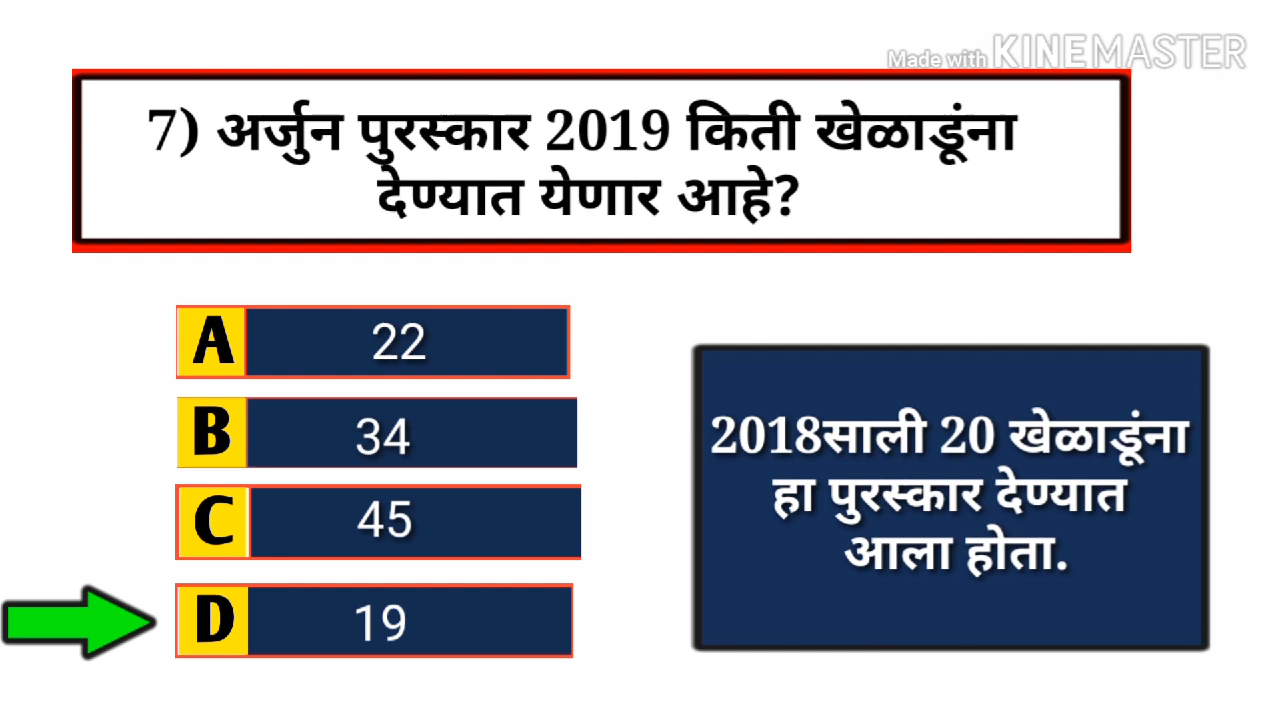 Made with KINEMASTER
7) अर्जुन पुरस्कार 2019 किती खेळाडूंना
देण्यात येणार आहे?
A 22
B 34
C 45
D 19
2018साली 20 खेळाडूंना
हा पुरस्कार देण्यात
आला होता.